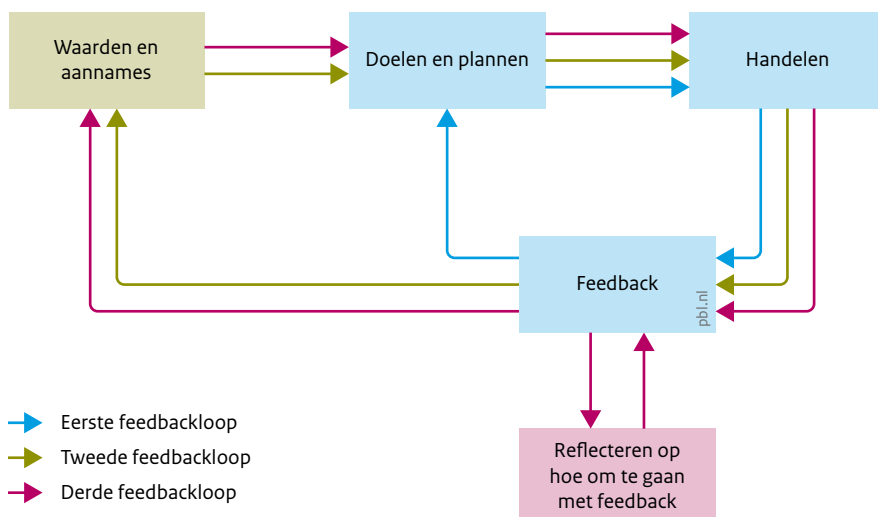 Waarden en
aannames
Doelen en plannen
Handelen
Feedback
pbl.nl
Eerste feedbackloop
Tweede feedbackloop
Derde feedbackloop
Reflecteren op
hoe om te gaan
met feedback